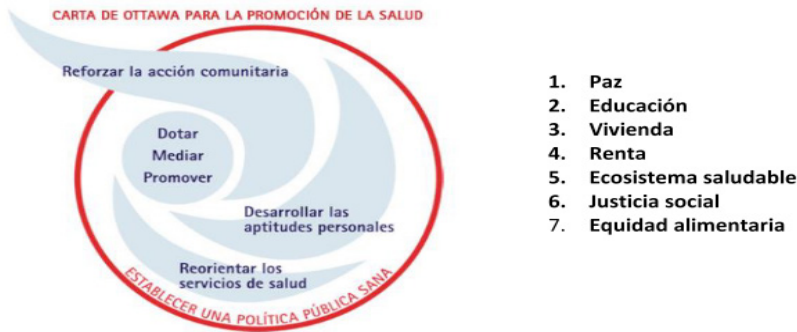 CARTA DE OTTAWA PARA LA PROMOCIÓN DE LA SALUD
Reforzar la acción comunitaria
Dotar
Mediar
Promover
Desarrollar las
aptitudes personales
Reorientar los
servicios de salud
ESTABLECER UNA POLÍTICA PÚBLICA SANA
1. Paz
2. Educación
3. Vivienda
4. Renta
5. Ecosistema saludable
6. Justicia social
7. Equidad alimentaria